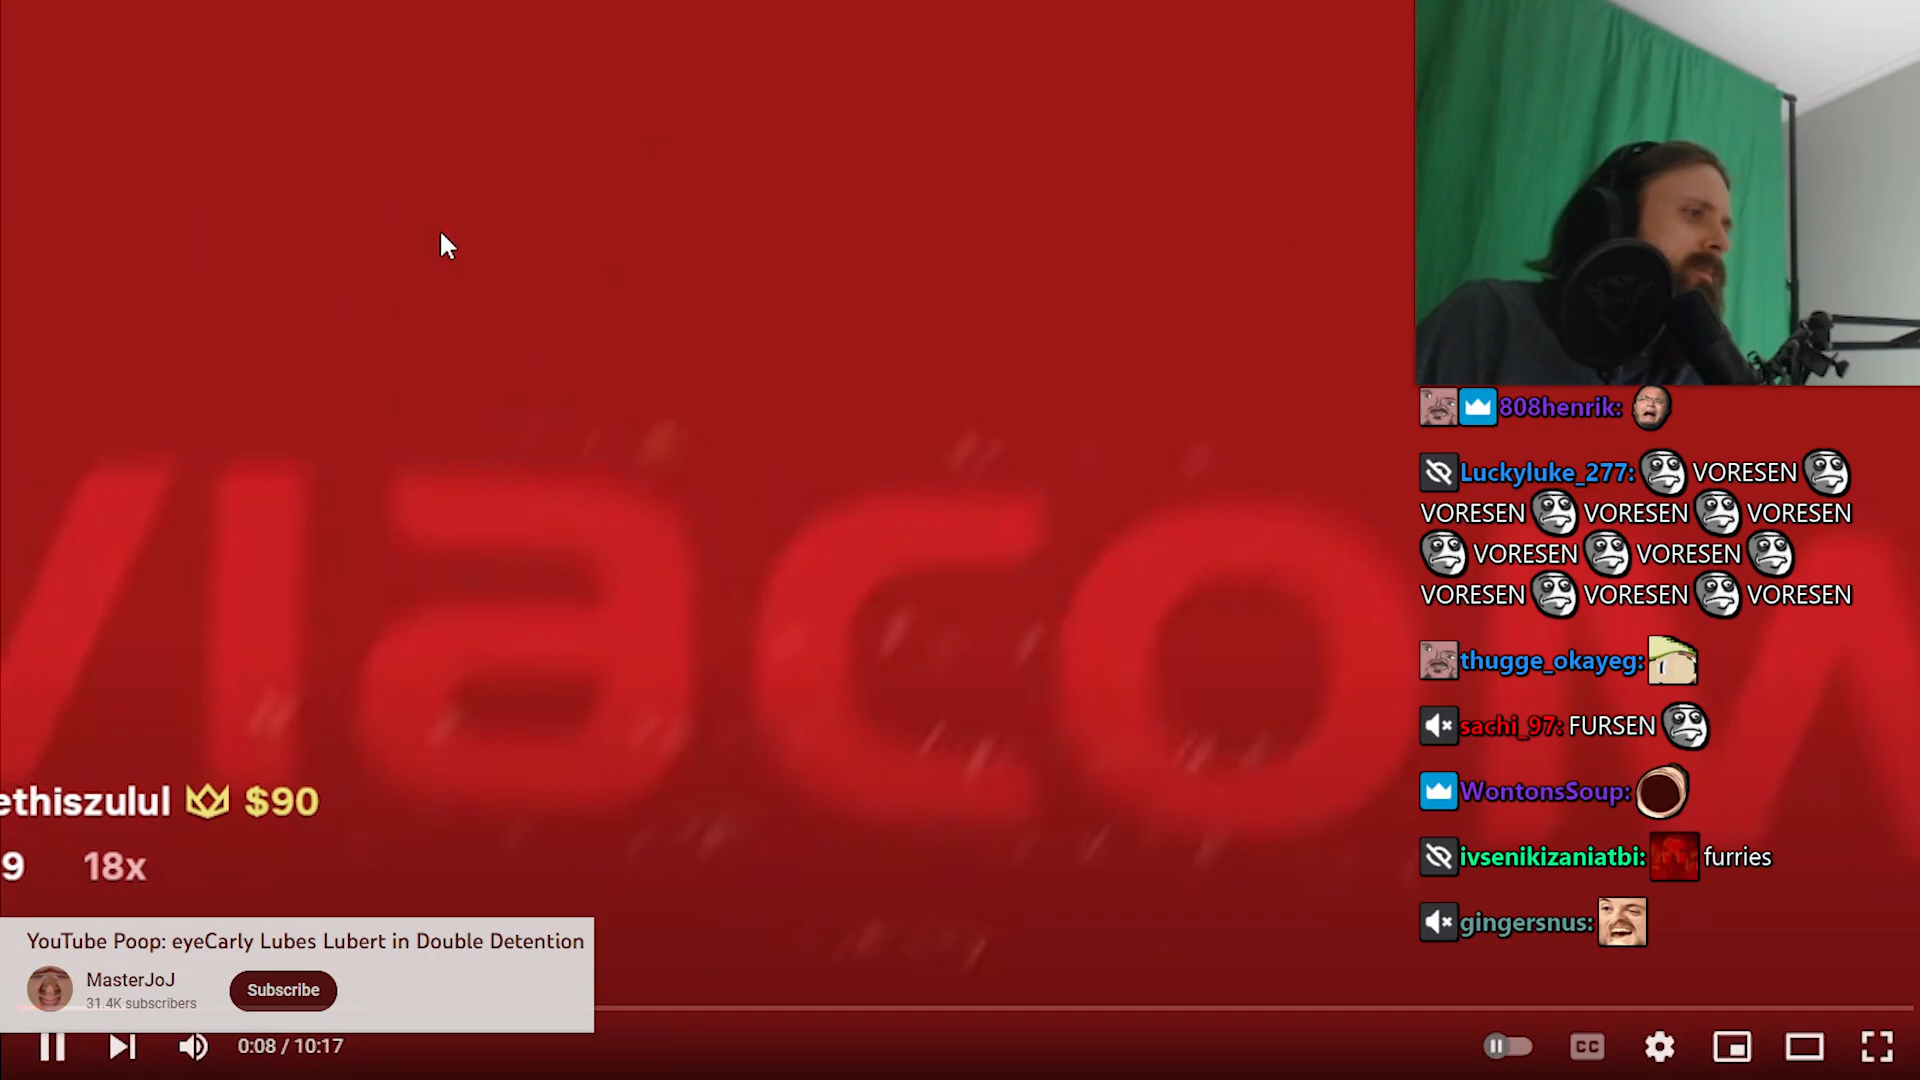 VIACOM
808henrik:
Luckyluke_277: VORESEN
VORESEN VORESEN VORESEN
VORESEN VORESEN
VORESEN VORESEN VORESEN
thugge_okayeg:
sachi_97: FURSEN
WontonsSoup:
ivsenikizaniatbi: furries
gingersnus:
ethiszulul $90
9 18x
YouTube Poop: eyeCarly Lubes Lubert in Double Detention
MasterJoJ
31.4K subscribers
Subscribe
0:08 / 10:17
CC